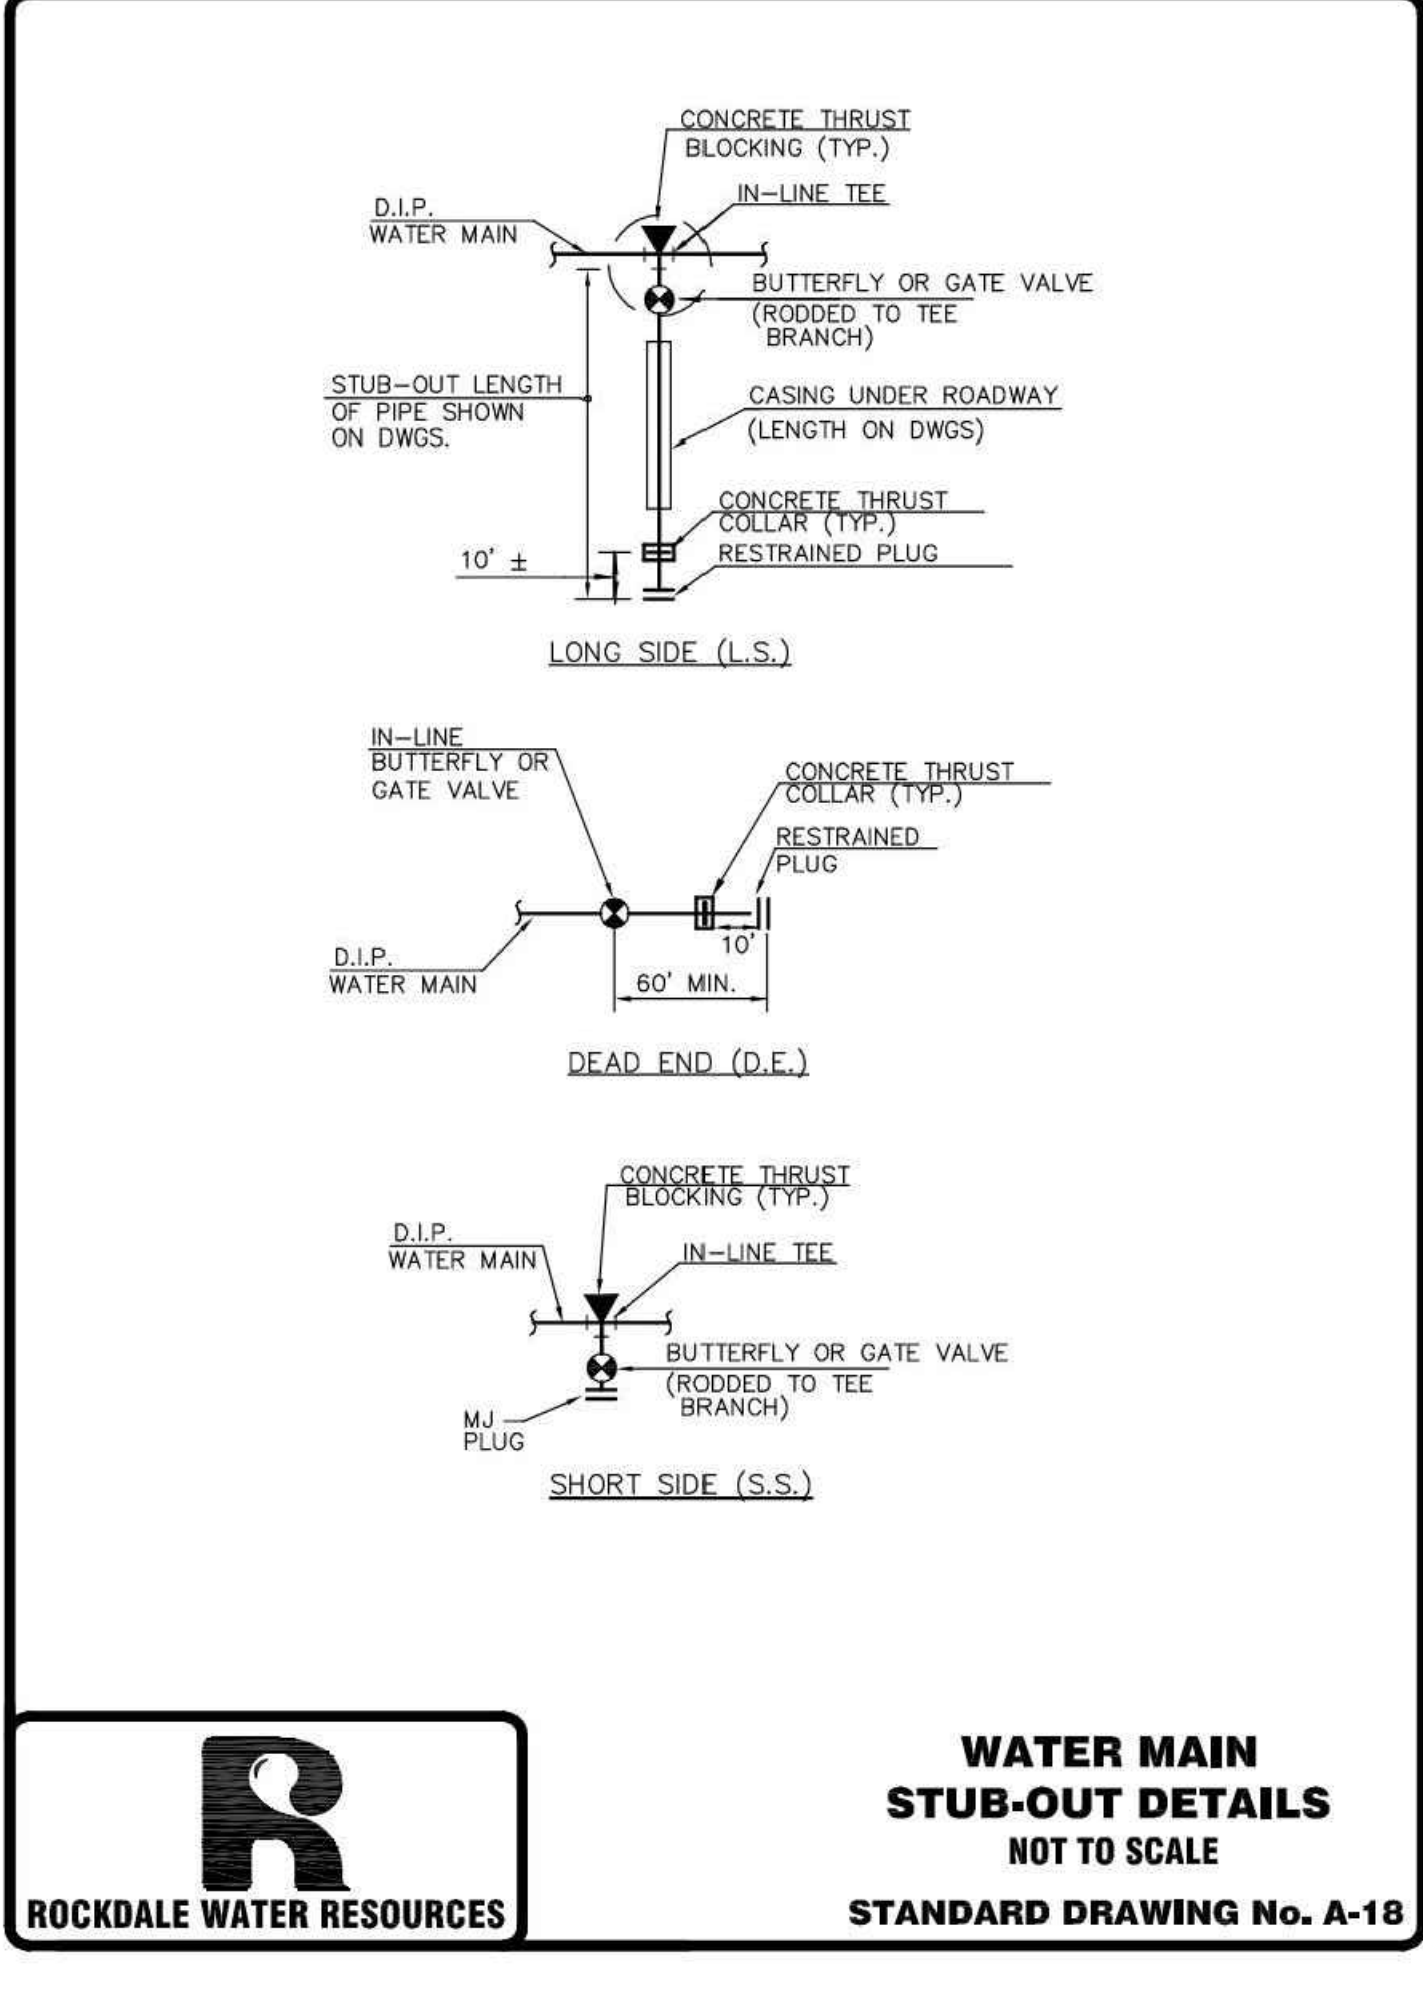 CONCRETE THRUST
BLOCKING (TYP.)
IN-LINE TEE
D.I.P.
WATER MAIN
BUTTERFLY OR GATE VALVE
(RODDED TO TEE
BRANCH)
STUB-OUT LENGTH
OF PIPE SHOWN
ON DWGS.
CASING UNDER ROADWAY
(LENGTH ON DWGS)
CONCRETE THRUST
COLLAR (TYP.)
RESTRAINED PLUG
10' ±
LONG SIDE (L.S.)
IN-LINE
BUTTERFLY OR
GATE VALVE
CONCRETE THRUST
COLLAR (TYP.)
RESTRAINED
PLUG
D.I.P.
WATER MAIN
10'
60' MIN.
DEAD END (D.E.)
CONCRETE THRUST
BLOCKING (TYP.)
D.I.P.
WATER MAIN
IN-LINE TEE
BUTTERFLY OR GATE VALVE
(RODDED TO TEE
BRANCH)
MJ
PLUG
SHORT SIDE (S.S.)
R
ROCKDALE WATER RESOURCES
WATER MAIN
STUB-OUT DETAILS
NOT TO SCALE
STANDARD DRAWING No. A-18